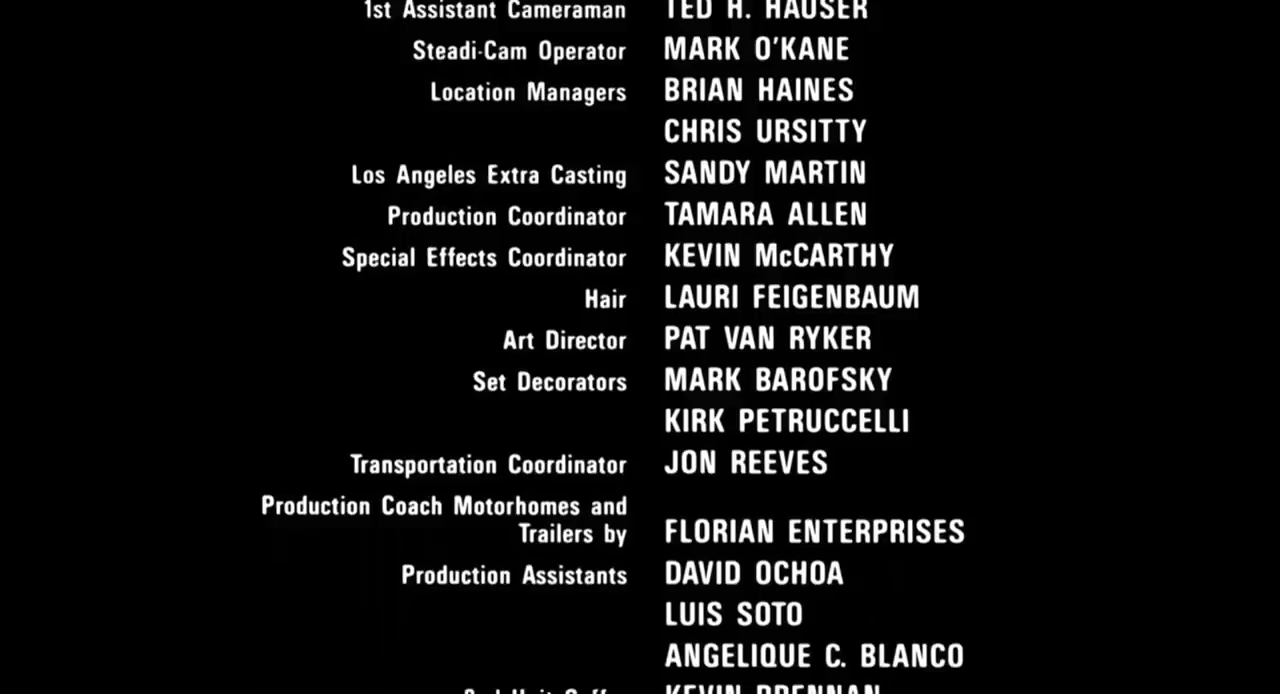 1st Assistant Cameraman TED H. HAUSER
Steadi-Cam Operator MARK O'KANE
Location Managers BRIAN HAINES
CHRIS URSITTY
Los Angeles Extra Casting SANDY MARTIN
Production Coordinator TAMARA ALLEN
Special Effects Coordinator KEVIN McCARTHY
Hair LAURI FEIGENBAUM
Art Director PAT VAN RYKER
Set Decorators MARK BAROFSKY
KIRK PETRUCCELLI
Transportation Coordinator JON REEVES
Production Coach Motorhomes and
Trailers by FLORIAN ENTERPRISES
Production Assistants DAVID OCHOA
LUIS SOTO
ANGELIQUE C. BLANCO
KEVIN BRENNAN